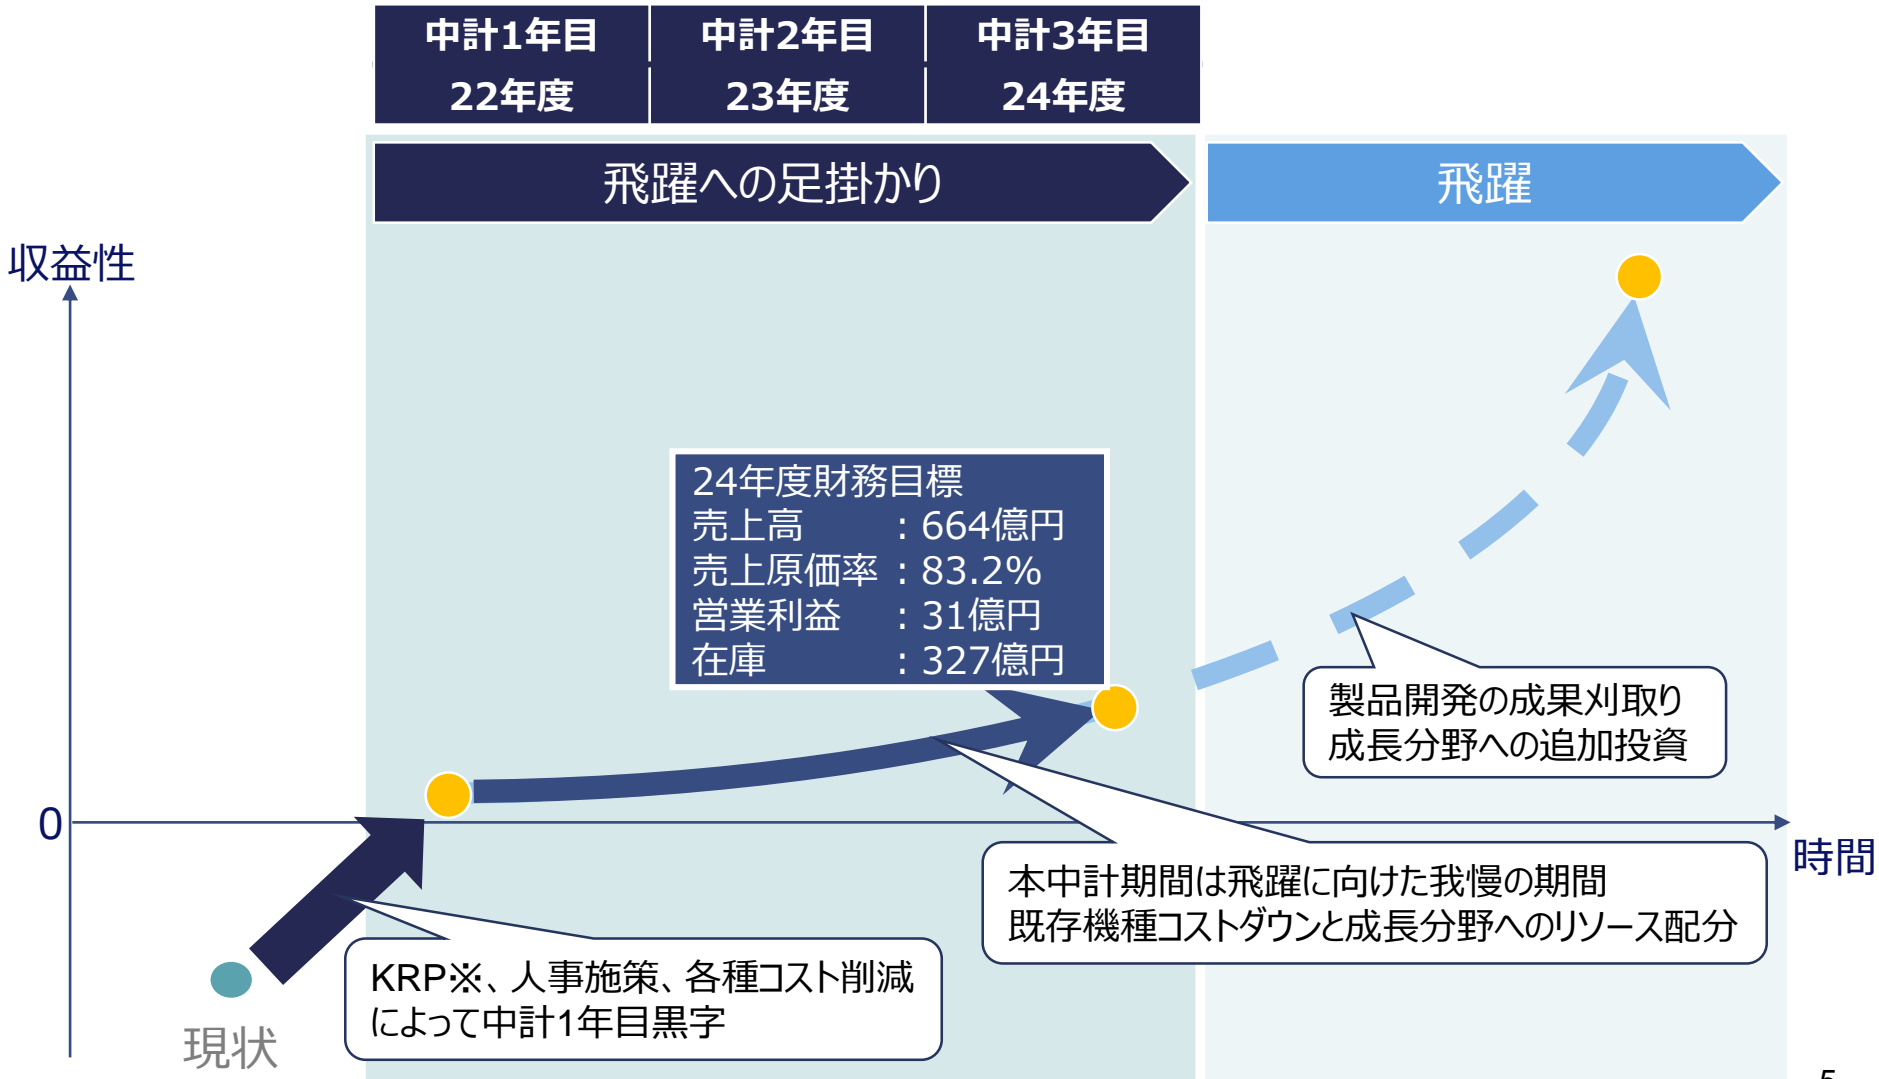 中計1年目 中計2年目 中計3年目
22年度 23年度 24年度
飛躍への足掛かり 飛躍
収益性
24年度財務目標
売上高 : 664億円
売上原価率 : 83.2%
営業利益 : 31億円
在庫 : 327億円
製品開発の成果刈取り
成長分野への追加投資
0
時間
本中計期間は飛躍に向けた我慢の期間
既存機種コストダウンと成長分野へのリソース配分
KRP※、人事施策、各種コスト削減
によって中計1年目黒字
現状